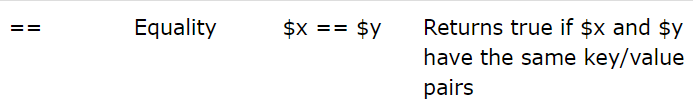 == Equality $x == $y Returns true if $x and $y
have the same key/value
pairs